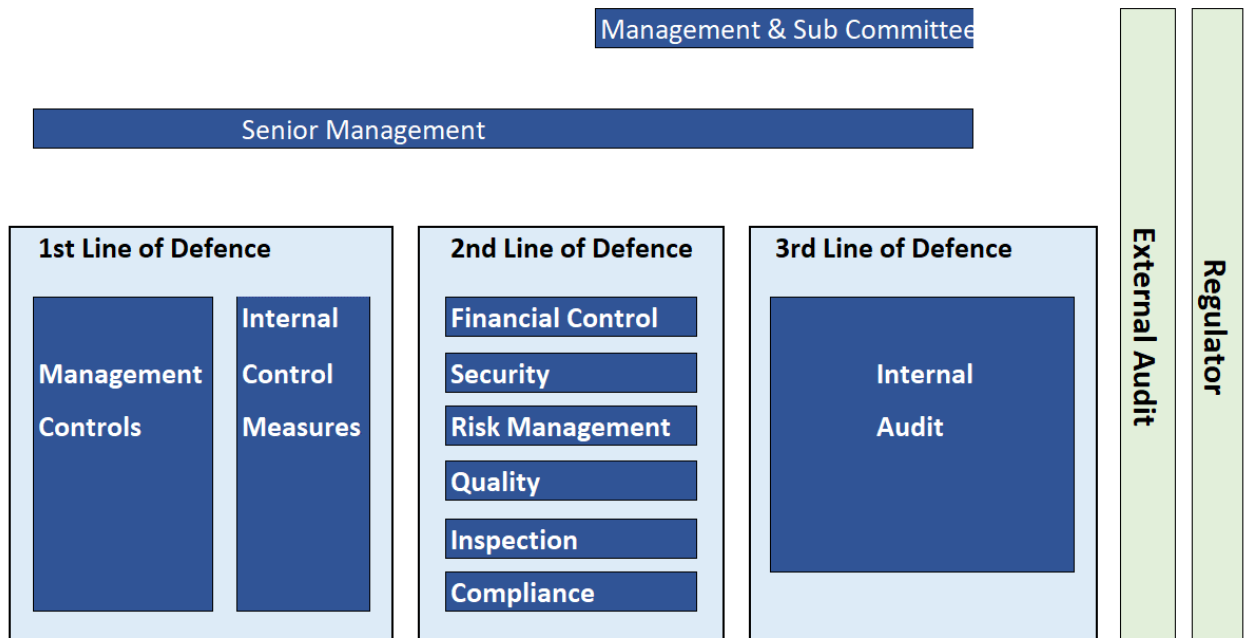 Management & Sub Committee
Senior Management
1st Line of Defence
Management
Controls
Internal
Control
Measures
2nd Line of Defence
Financial Control
Security
Risk Management
Quality
Inspection
Compliance
3rd Line of Defence
Internal
Audit
External Audit
Regulator